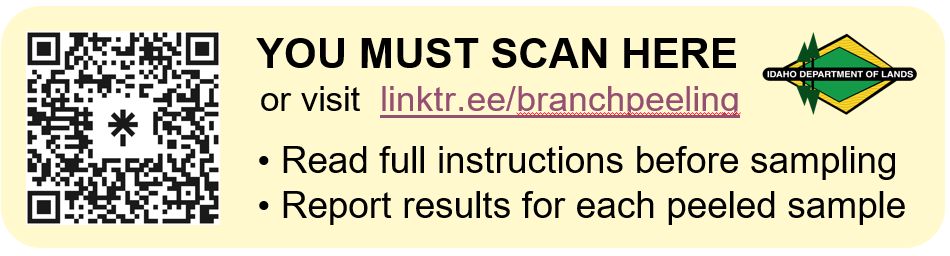 YOU MUST SCAN HERE
or visit linktr.ee/branchpeeling
IDAHO DEPARTMENT OF LANDS
• Read full instructions before sampling
• Report results for each peeled sample